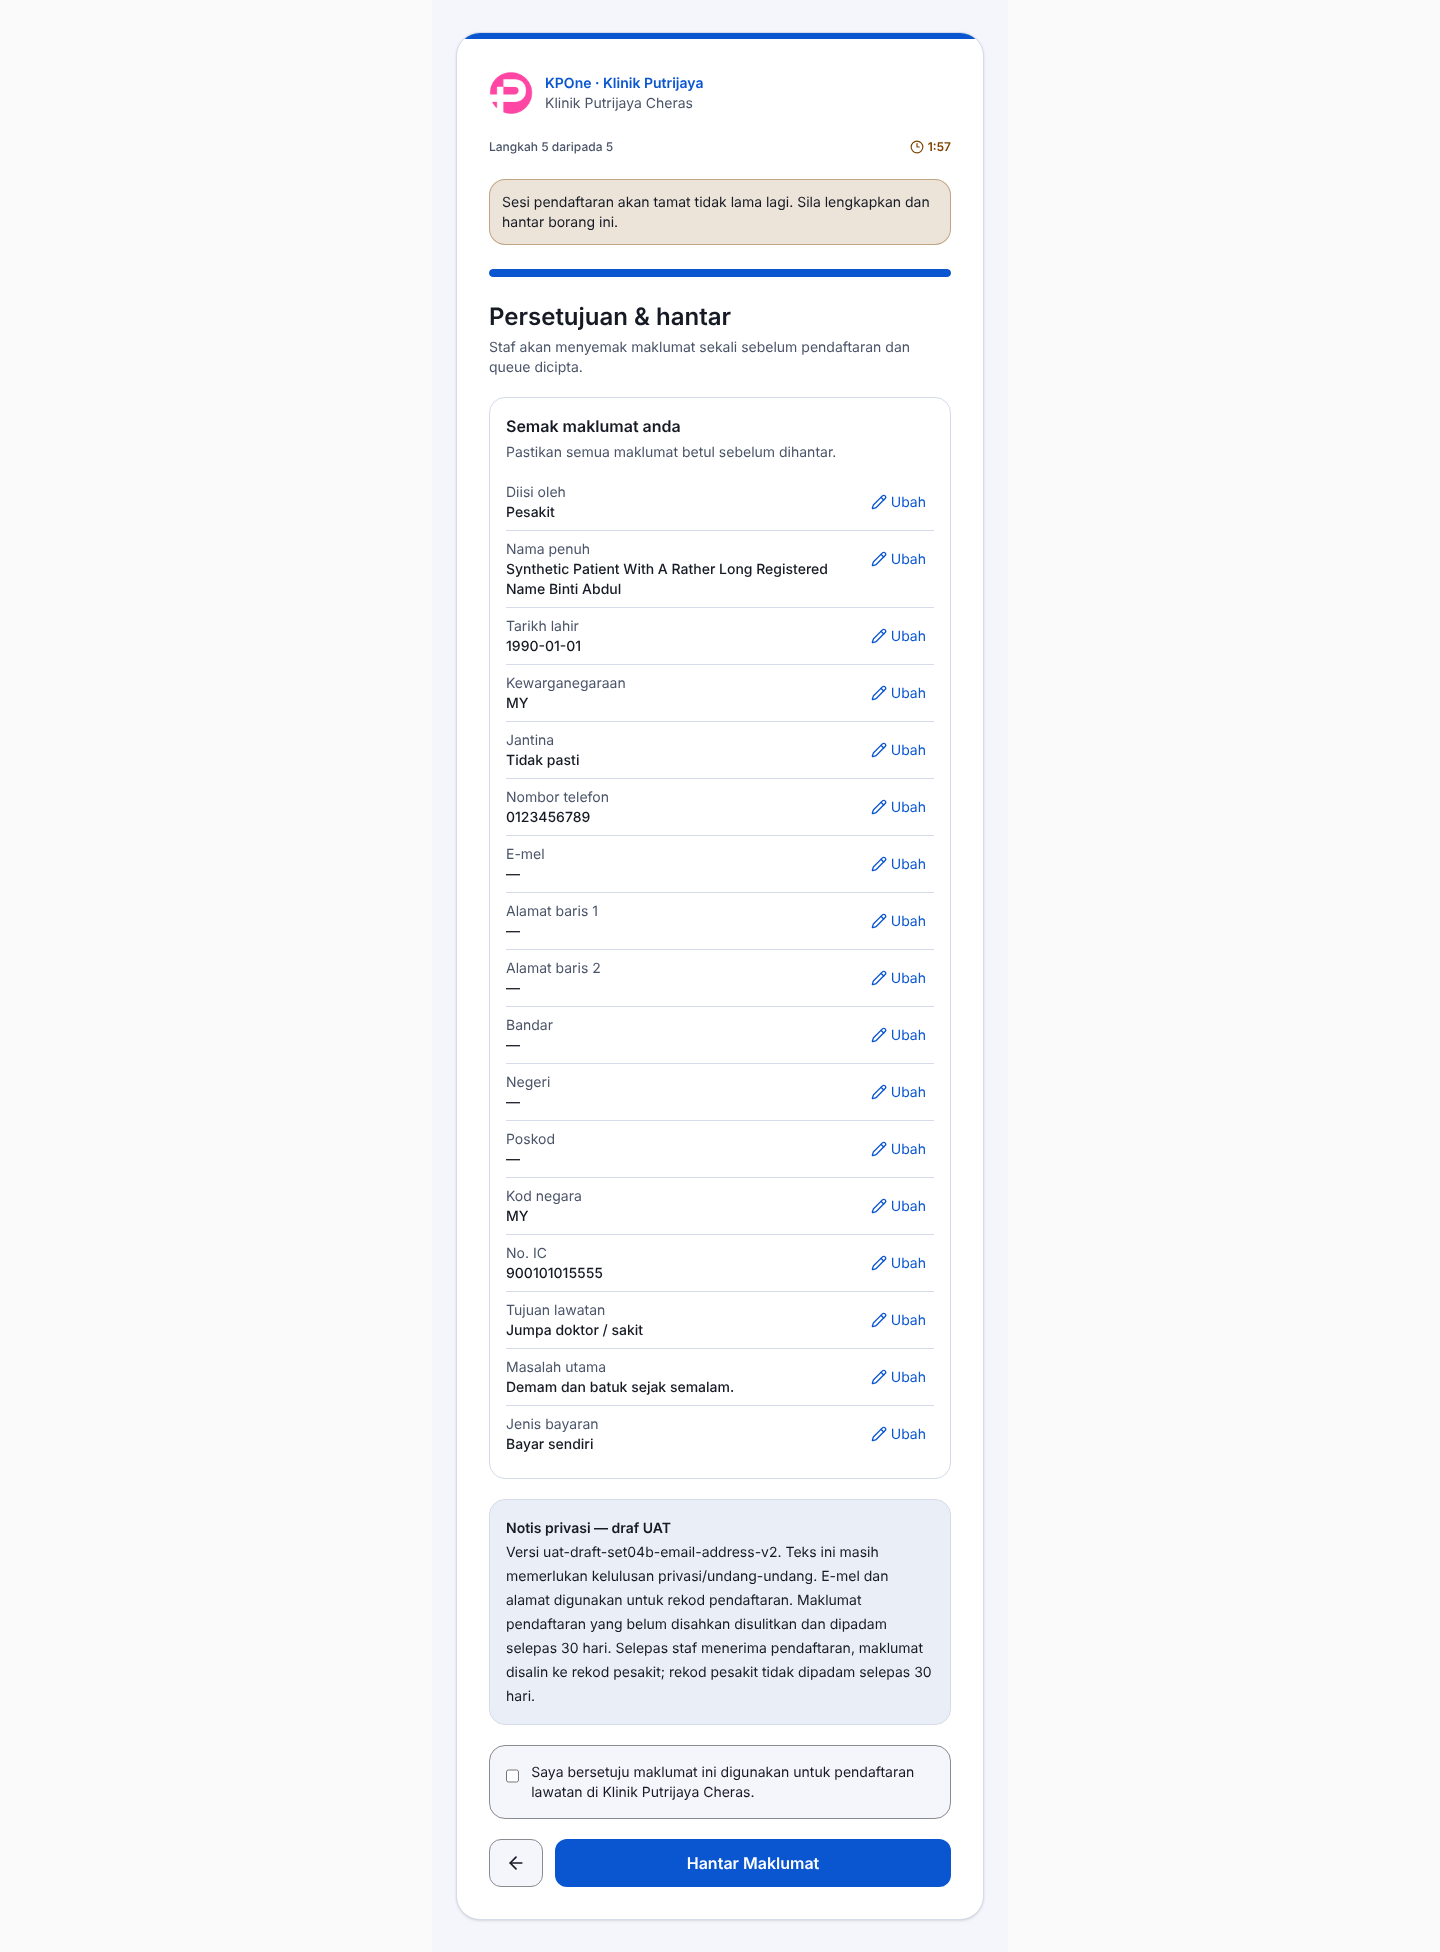 KPOne · Klinik Putrijaya
Klinik Putrijaya Cheras
Langkah 5 daripada 5
1:57
Sesi pendaftaran akan tamat tidak lama lagi. Sila lengkapkan dan
hantar borang ini.
Persetujuan & hantar
Staf akan menyemak maklumat sekali sebelum pendaftaran dan
queue dicipta.
Semak maklumat anda
Pastikan semua maklumat betul sebelum dihantar.
Diisi oleh
Pesakit
Ubah
Nama penuh
Synthetic Patient With A Rather Long Registered
Name Binti Abdul
Ubah
Tarikh lahir
1990-01-01
Ubah
Kewarganegaraan
MY
Ubah
Jantina
Tidak pasti
Ubah
Nombor telefon
0123456789
Ubah
E-mel
—
Ubah
Alamat baris 1
—
Ubah
Alamat baris 2
—
Ubah
Bandar
—
Ubah
Negeri
—
Ubah
Poskod
—
Ubah
Kod negara
MY
Ubah
No. IC
900101015555
Ubah
Tujuan lawatan
Jumpa doktor / sakit
Ubah
Masalah utama
Demam dan batuk sejak semalam.
Ubah
Jenis bayaran
Bayar sendiri
Ubah
Notis privasi — draf UAT
Versi uat-draft-set04b-email-address-v2. Teks ini masih
memerlukan kelulusan privasi/undang-undang. E-mel dan
alamat digunakan untuk rekod pendaftaran. Maklumat
pendaftaran yang belum disahkan disulitkan dan dipadam
selepas 30 hari. Selepas staf menerima pendaftaran, maklumat
disalin ke rekod pesakit; rekod pesakit tidak dipadam selepas 30
hari.
Saya bersetuju maklumat ini digunakan untuk pendaftaran
lawatan di Klinik Putrijaya Cheras.
Hantar Maklumat